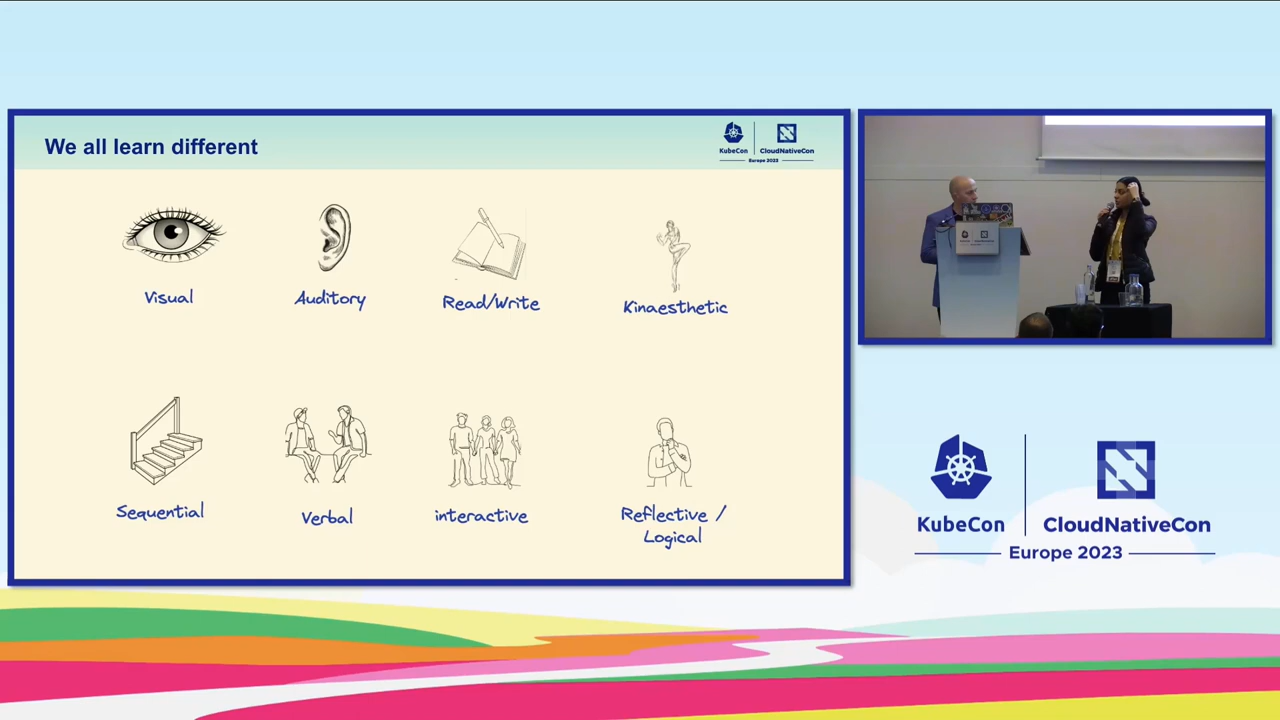 We all learn different
KubeCon
CloudNativeCon
Europe 2023
Visual
Auditory
Read/Write
Kinaesthetic
Sequential
Verbal
interactive
Reflective /
Logical
KubeCon
CloudNativeCon
Europe 2023